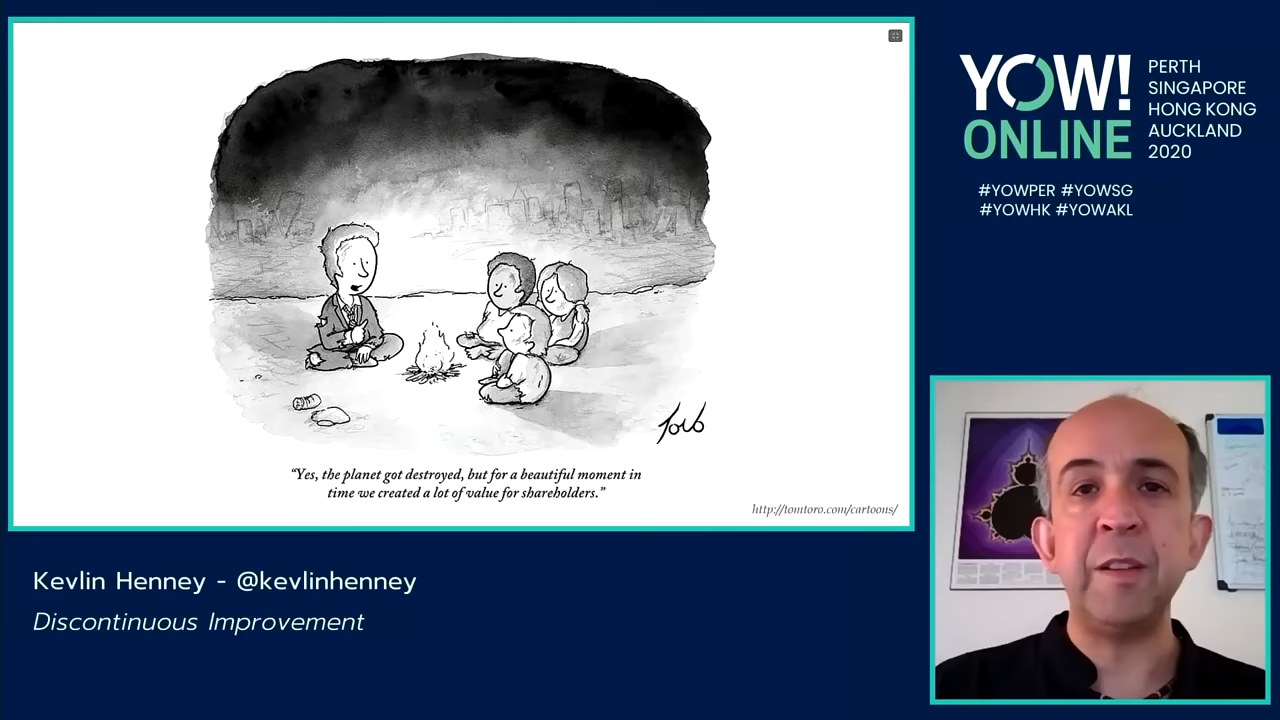 "Yes, the planet got destroyed, but for a beautiful moment in
time we created a lot of value for shareholders."
http://tomtoro.com/cartoons/
Toro
YOW!
ONLINE
PERTH
SINGAPORE
HONG KONG
AUCKLAND
2020
#YOWPER #YOWSG
#YOWHK #YOWAKL
Kevlin Henney - @kevlinhenney
Discontinuous Improvement